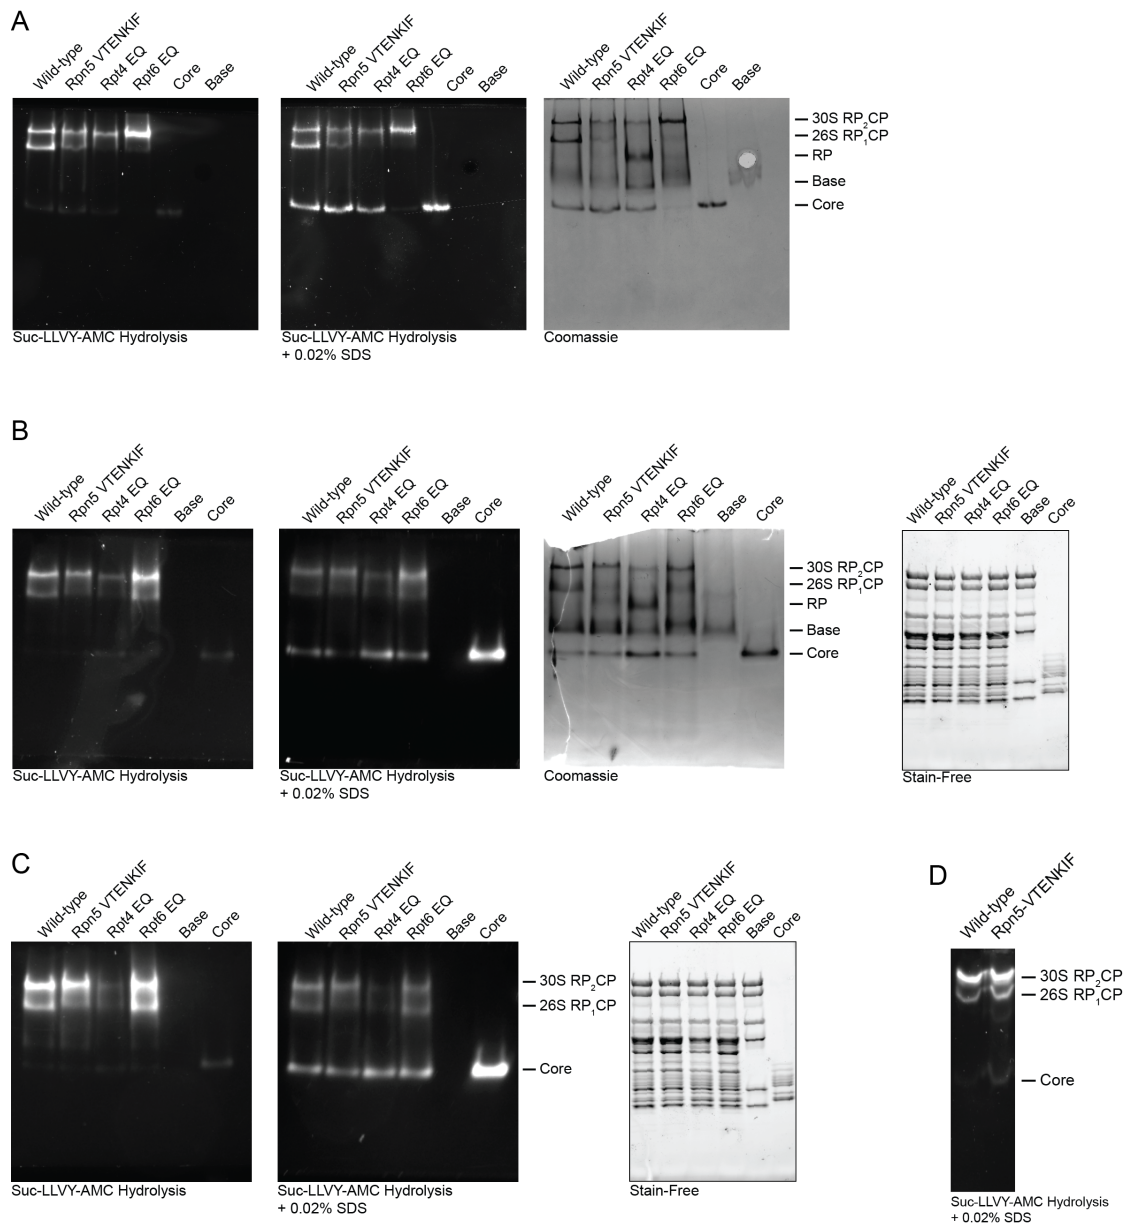 A
Wild-type
Rpn5 VTENKIF
Rpt4 EQ
Rpt6 EQ
Core
Base
Wild-type
Rpn5 VTENKIF
Rpt4 EQ
Rpt6 EQ
Core
Base
Wild-type
Rpn5 VTENKIF
Rpt4 EQ
Rpt6 EQ
Core
Base
30S RP₂CP
26S RP₁CP
RP
Base
Core
Suc-LLVY-AMC Hydrolysis
Suc-LLVY-AMC Hydrolysis
+ 0.02% SDS
Coomassie
B
Wild-type
Rpn5 VTENKIF
Rpt4 EQ
Rpt6 EQ
Base
Core
Wild-type
Rpn5 VTENKIF
Rpt4 EQ
Rpt6 EQ
Base
Core
Wild-type
Rpn5 VTENKIF
Rpt4 EQ
Rpt6 EQ
Base
Core
30S RP₂CP
26S RP₁CP
RP
Base
Core
Wild-type
Rpn5 VTENKIF
Rpt4 EQ
Rpt6 EQ
Base
Core
Suc-LLVY-AMC Hydrolysis
Suc-LLVY-AMC Hydrolysis
+ 0.02% SDS
Coomassie
Stain-Free
C
Wild-type
Rpn5 VTENKIF
Rpt4 EQ
Rpt6 EQ
Base
Core
Wild-type
Rpn5 VTENKIF
Rpt4 EQ
Rpt6 EQ
Base
Core
30S RP₂CP
26S RP₁CP
Core
Wild-type
Rpn5 VTENKIF
Rpt4 EQ
Rpt6 EQ
Base
Core
Suc-LLVY-AMC Hydrolysis
Suc-LLVY-AMC Hydrolysis
+ 0.02% SDS
Stain-Free
D
Wild-type
Rpn5-VTENKIF
30S RP₂CP
26S RP₁CP
Core
Suc-LLVY-AMC Hydrolysis
+ 0.02% SDS